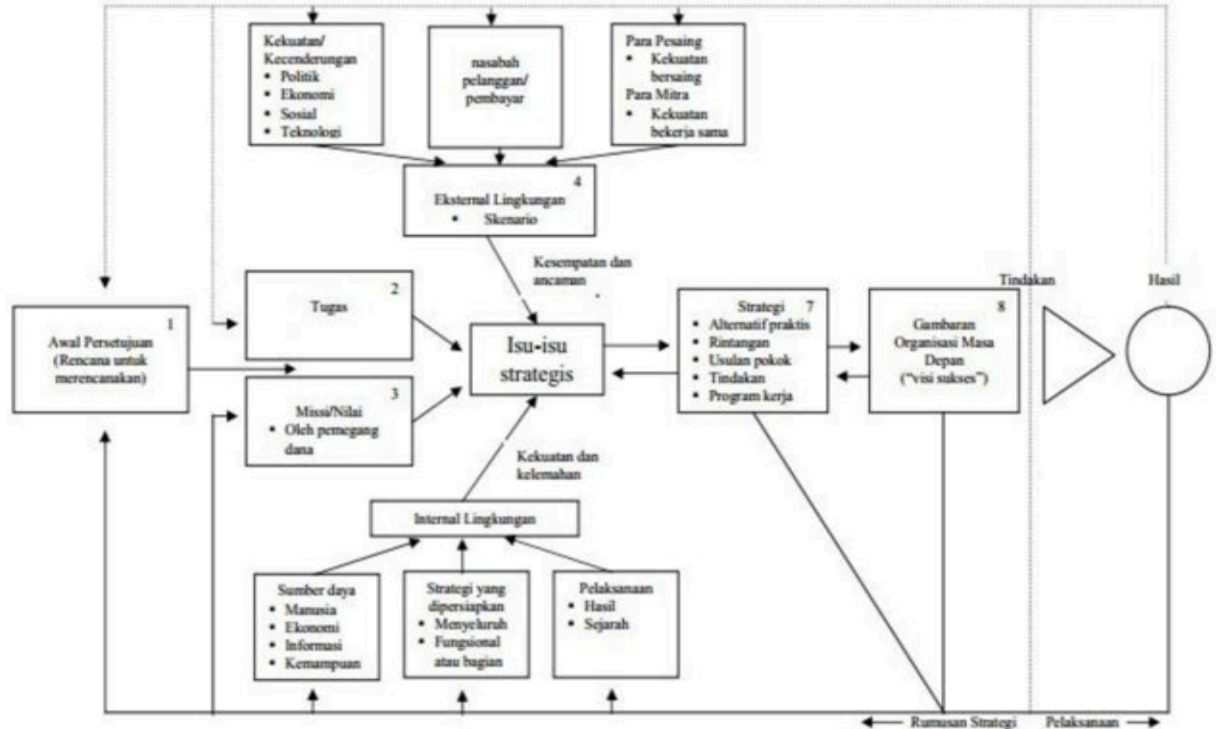 Kekuatan/
Kecenderungan
▪ Politik
▪ Ekonomi
▪ Sosial
▪ Teknologi
nasabah
pelanggan/
pembayar
Para Pesaing
▪ Kekuatan
bersaing
Para Mitra
▪ Kekuatan
bekerja sama
4
Eksternal Lingkungan
▪ Skenario
Kesempatan dan
ancaman
1
Awal Persetujuan
(Rencana untuk
merencanakan)
2
Tugas
3
Missi/Nilai
▪ Oleh pemegang
dana
Isu-isu
strategis
Strategi 7
▪ Alternatif praktis
▪ Rintangan
▪ Usulan pokok
▪ Tindakan
▪ Program kerja
8
Gambaran
Organisasi Masa
Depan
("visi sukses")
Tindakan
Hasil
Kekuatan dan
kelemahan
Internal Lingkungan
Sumber daya
▪ Manusia
▪ Ekonomi
▪ Informasi
▪ Kemampuan
Strategi yang
dipersiapkan
▪ Menyeluruh
▪ Fungsional
atau bagian
Pelaksanaan
▪ Hasil
▪ Sejarah
Rumusan Strategi
Pelaksanaan